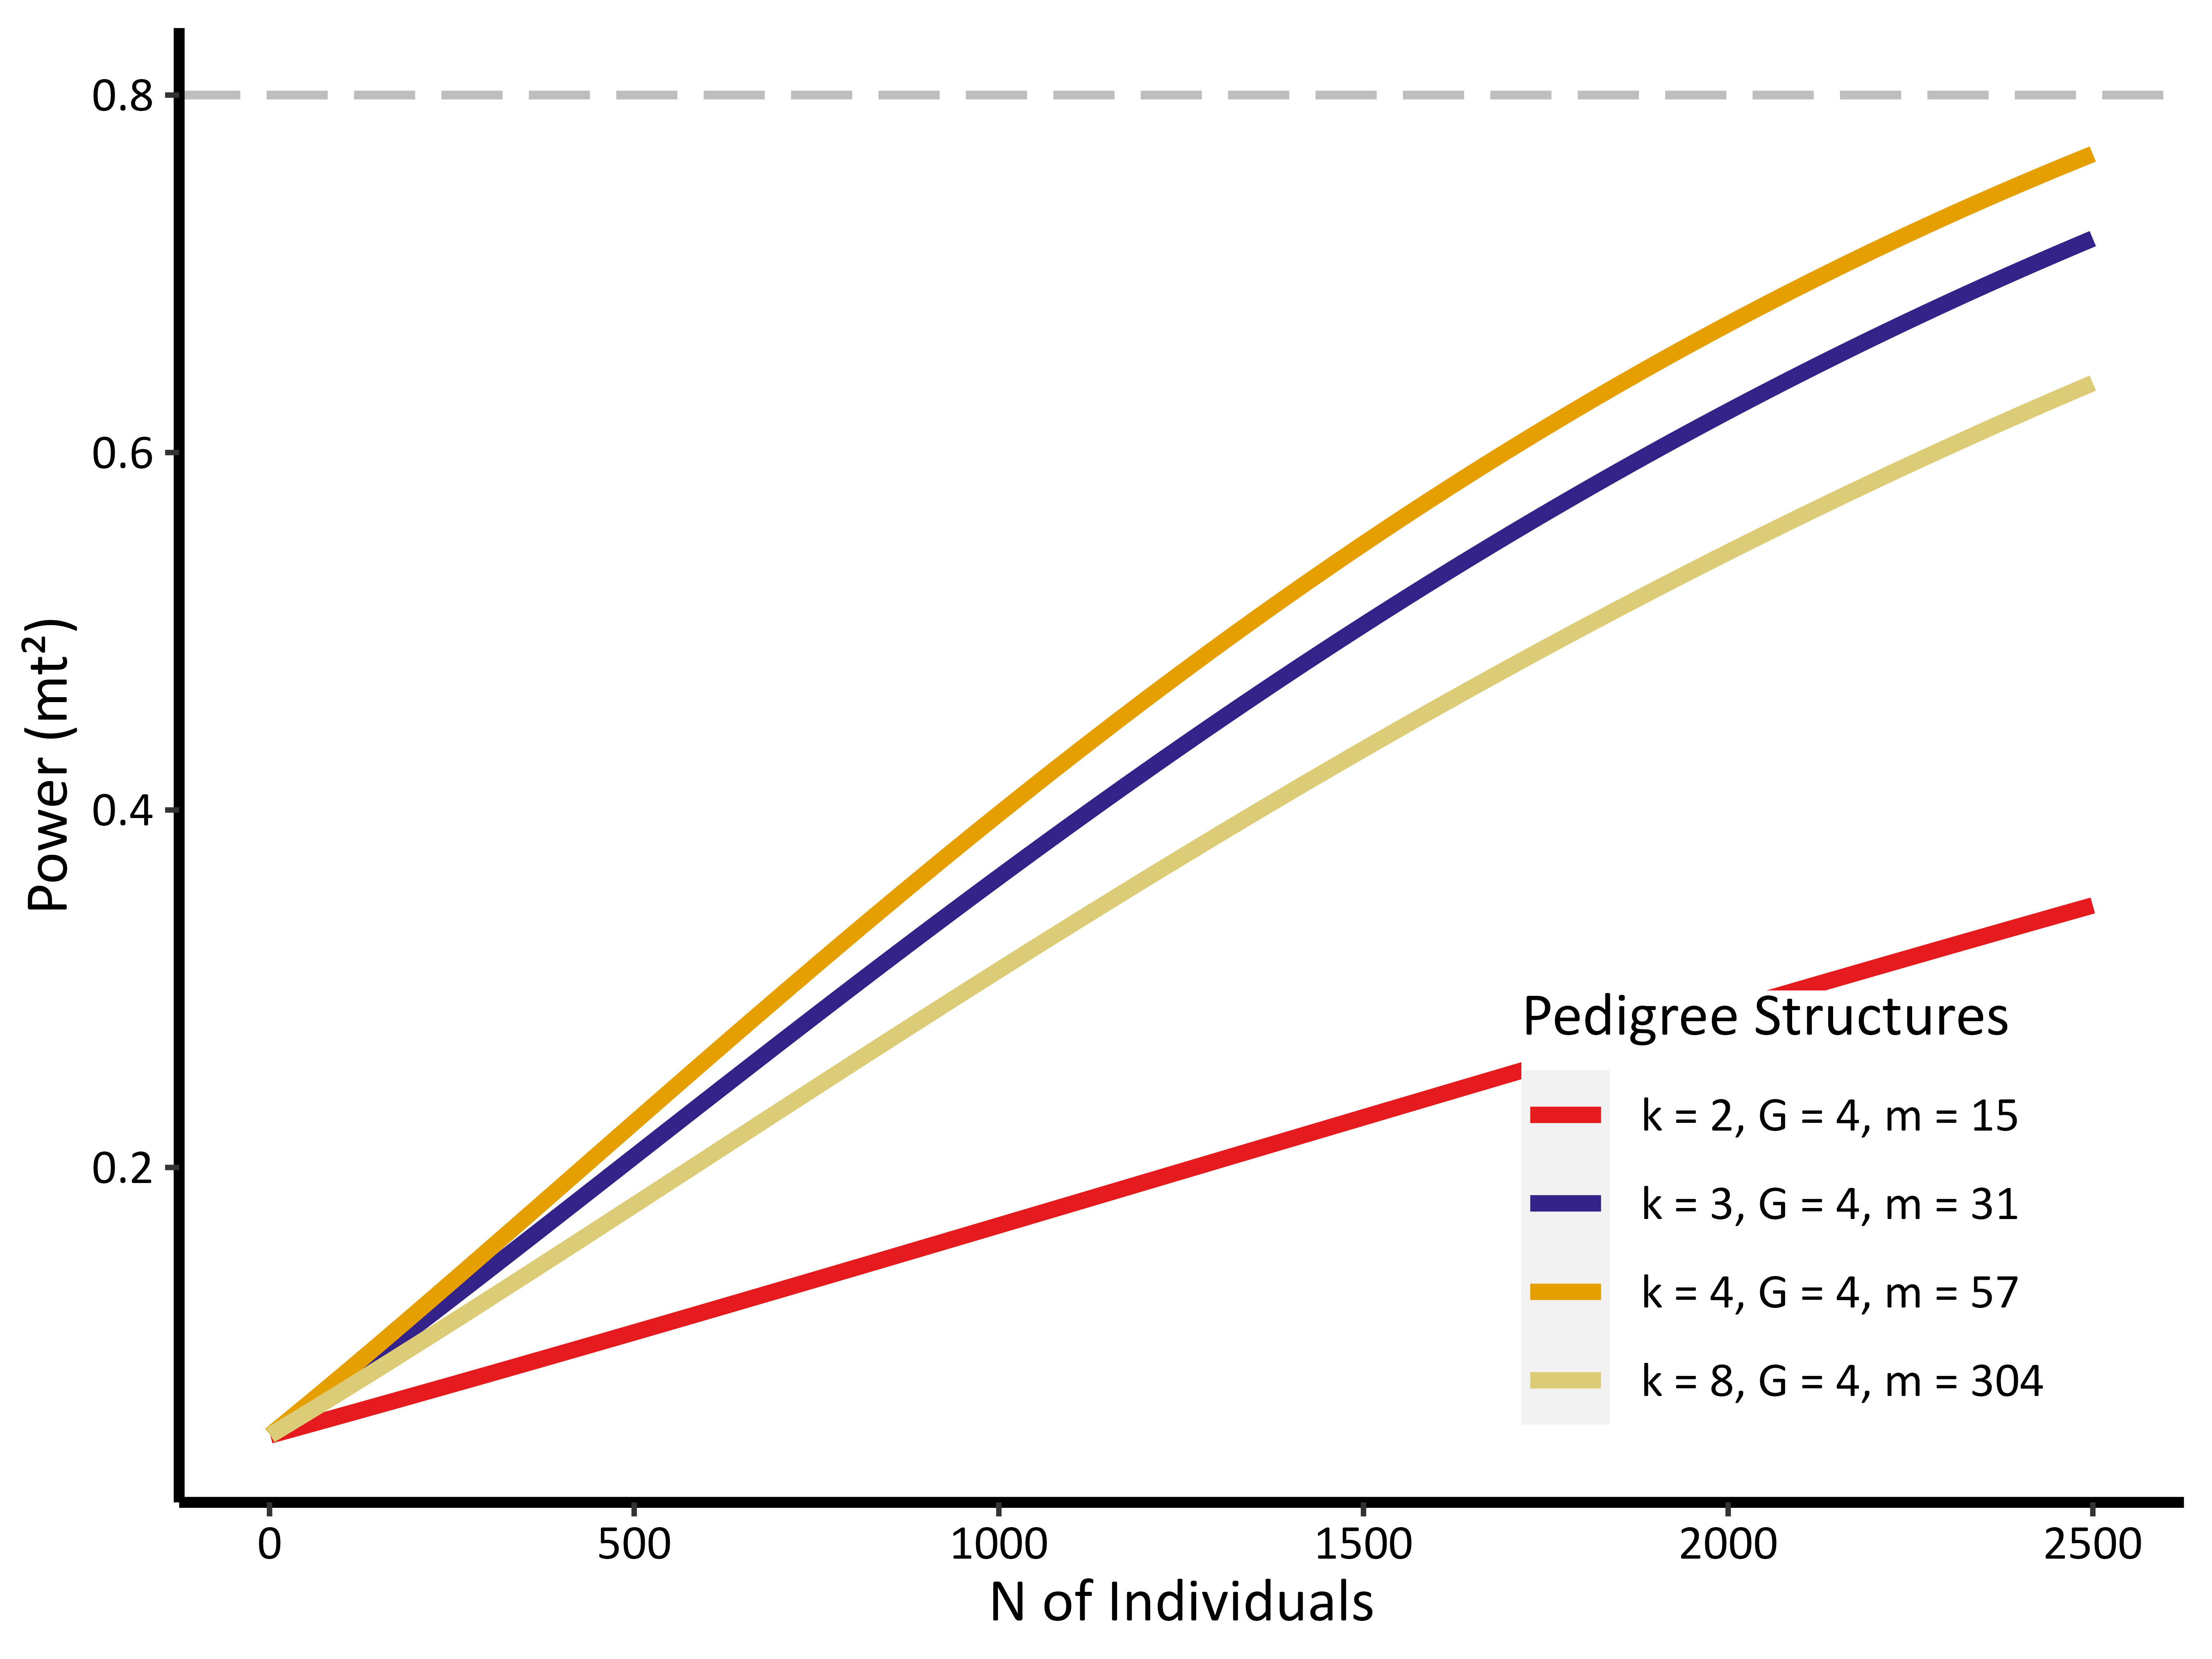 0.8
0.6
0.4
0.2
Power (mt²)
0 500 1000 1500 2000 2500
N of Individuals
Pedigree Structures
k = 2, G = 4, m = 15
k = 3, G = 4, m = 31
k = 4, G = 4, m = 57
k = 8, G = 4, m = 304